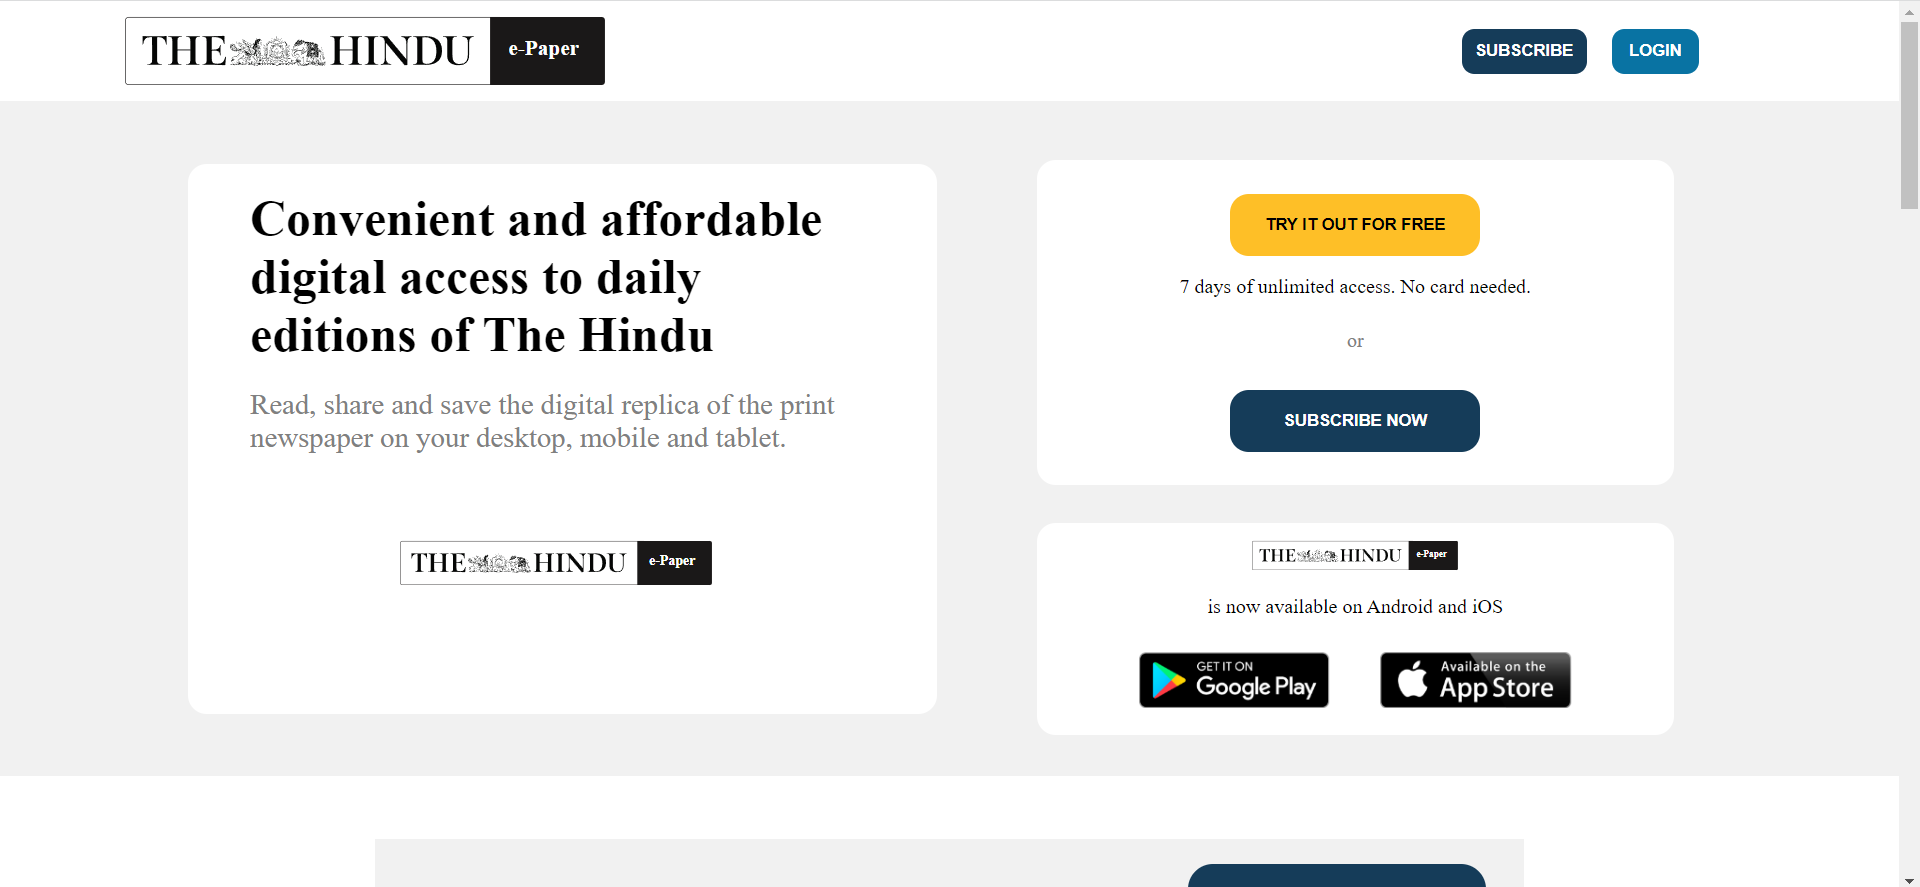 THE HINDU e-Paper
SUBSCRIBE
LOGIN
Convenient and affordable
digital access to daily
editions of The Hindu
Read, share and save the digital replica of the print
newspaper on your desktop, mobile and tablet.
THE HINDU e-Paper
TRY IT OUT FOR FREE
7 days of unlimited access. No card needed.
or
SUBSCRIBE NOW
THE HINDU e-Paper
is now available on Android and iOS
GET IT ON
Google Play
Available on the
App Store